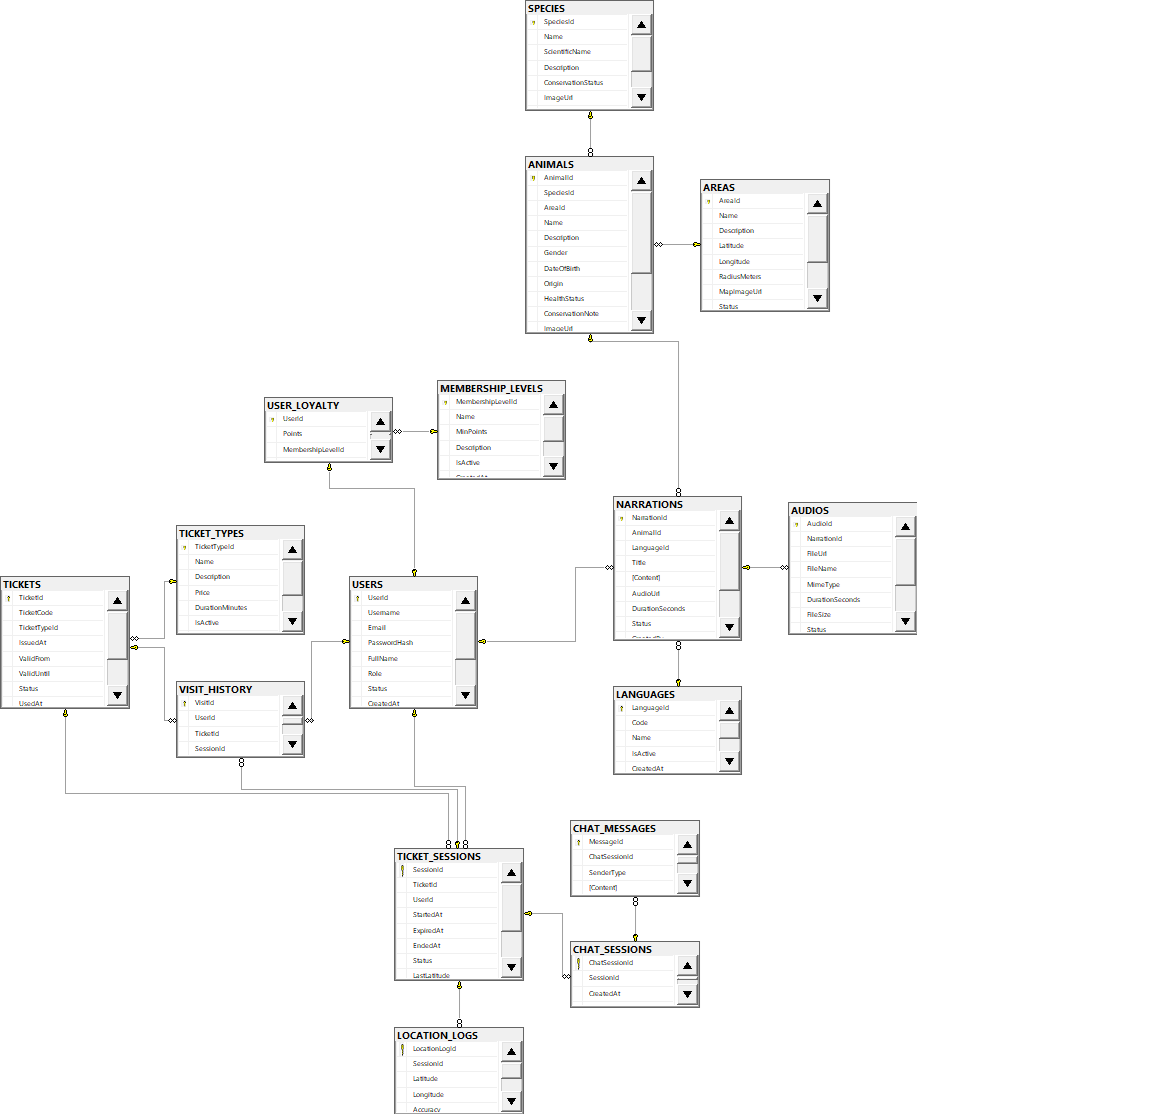 SPECIES
SpeciesId
Name
ScientificName
Description
ConservationStatus
ImageUrl
ANIMALS
AnimalId
SpeciesId
AreaId
Name
Description
Gender
DateOfBirth
Origin
HealthStatus
ConservationNote
ImageUrl
AREAS
AreaId
Name
Description
Latitude
Longitude
RadiusMeters
MapImageUrl
Status
USER_LOYALTY
UserId
Points
MembershipLevelId
MEMBERSHIP_LEVELS
MembershipLevelId
Name
MinPoints
Description
IsActive
CreatedAt
TICKET_TYPES
TicketTypeId
Name
Description
Price
DurationMinutes
IsActive
NARRATIONS
NarrationId
AnimalId
LanguageId
Title
[Content]
AudioUrl
DurationSeconds
Status
CreatedBy
AUDIOS
AudioId
NarrationId
FileUrl
FileName
MimeType
DurationSeconds
FileSize
Status
TICKETS
TicketId
TicketCode
TicketTypeId
IssuedAt
ValidFrom
ValidUntil
Status
UsedAt
USERS
UserId
Username
Email
PasswordHash
FullName
Role
Status
CreatedAt
VISIT_HISTORY
VisitId
UserId
TicketId
SessionId
LANGUAGES
LanguageId
Code
Name
IsActive
CreatedAt
TICKET_SESSIONS
SessionId
TicketId
UserId
StartedAt
ExpiredAt
EndedAt
Status
LastLatitude
CHAT_MESSAGES
MessageId
ChatSessionId
SenderType
[Content]
CHAT_SESSIONS
ChatSessionId
SessionId
CreatedAt
LOCATION_LOGS
LocationLogId
SessionId
Latitude
Longitude
Accuracy